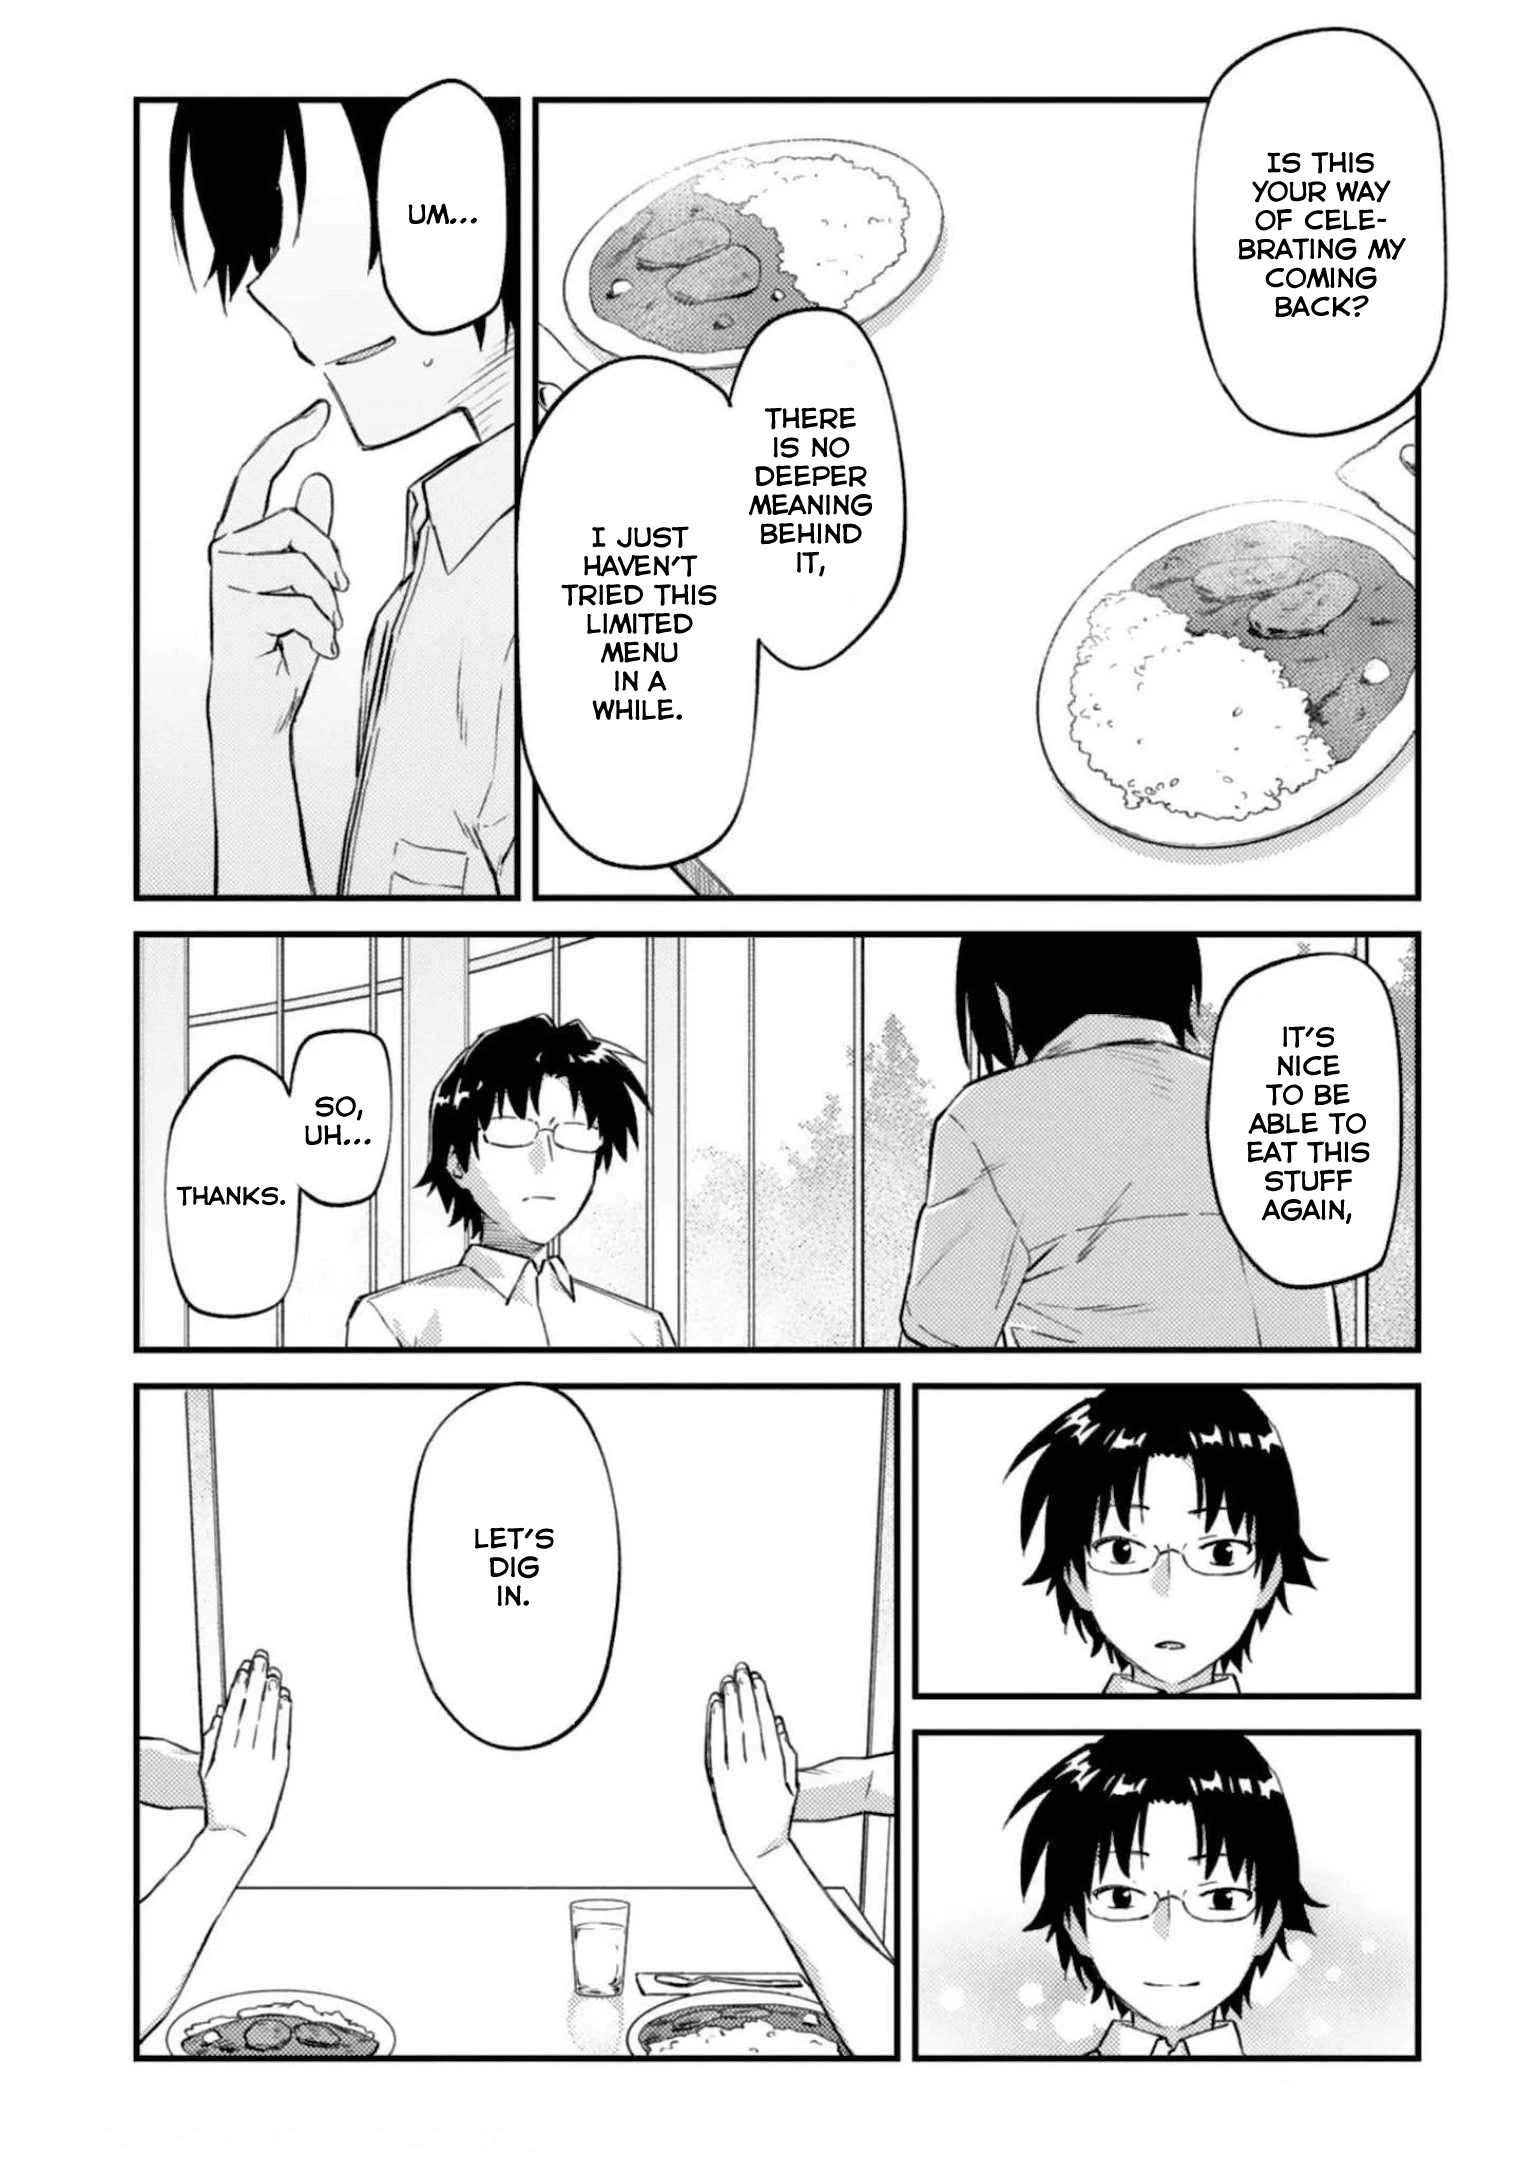 IS THIS
YOUR WAY
OF CELE-
BRATING MY
COMING
BACK?
THERE
IS NO
DEEPER
MEANING
BEHIND
IT,
I JUST
HAVEN'T
TRIED THIS
LIMITED
MENU
IN A
WHILE.
UM...
IT'S
NICE
TO BE
ABLE TO
EAT THIS
STUFF
AGAIN,
SO,
UH...
THANKS.
LET'S
DIG
IN.